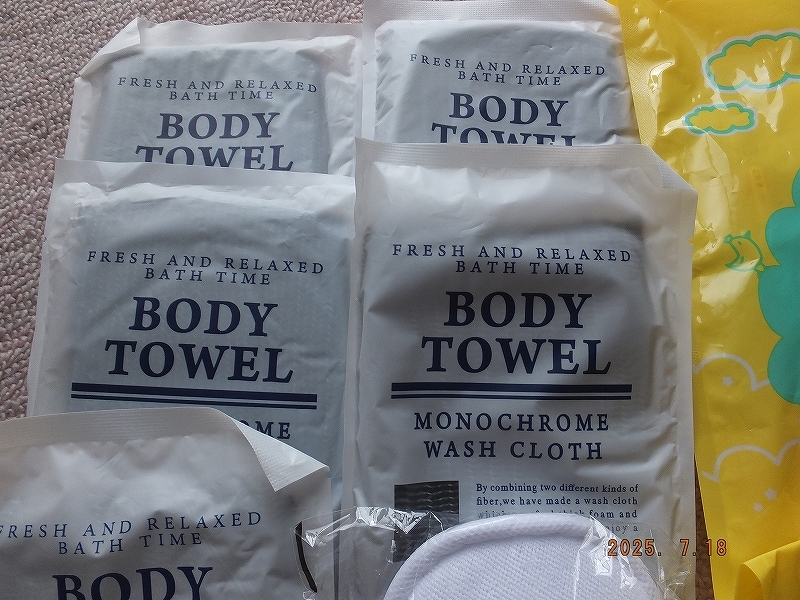 FRESH AND RELAXED
BATH TIME
BODY
TOWEL
FRESH AND RELAXED
BATH TIME
BODY
TOWEL
FRESH AND RELAXED
BATH TIME
BODY
TOWEL
FRESH AND RELAXED
BATH TIME
BODY
TOWEL
MONOCHROME
WASH CLOTH
By combining two different kinds of
fiber,we have made a wash cloth
foam and
FRESH AND RELAXED
BATH TIME
BODY
2025. 7.18